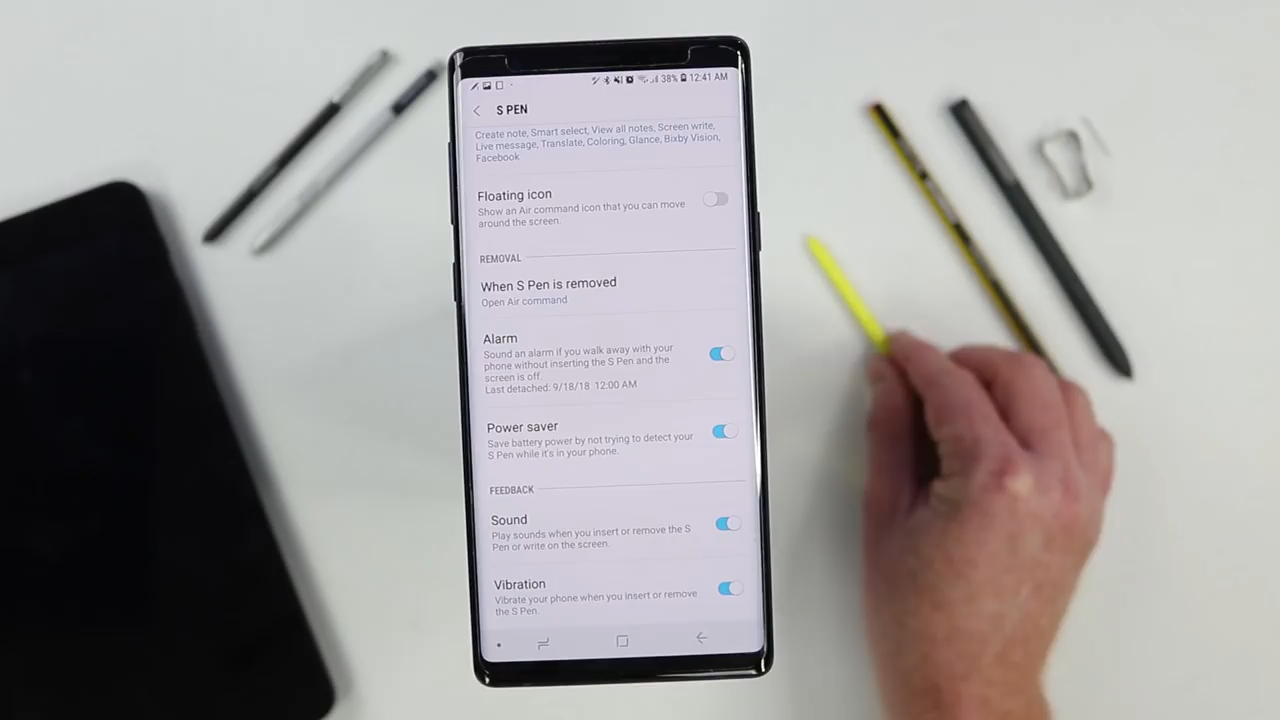 38% 12:41 AM
S PEN
Create note, Smart select, View all notes, Screen write,
Live message, Translate, Coloring, Glance, Bixby Vision,
Facebook
Floating icon
Show an Air command icon that you can move
around the screen.
REMOVAL
When S Pen is removed
Open Air command
Alarm
Sound an alarm if you walk away with your
phone without inserting the S Pen and the
screen is off.
Last detached: 9/18/18 12:00 AM
Power saver
Save battery power by not trying to detect your
S Pen while it's in your phone.
FEEDBACK
Sound
Play sounds when you insert or remove the S
Pen or write on the screen.
Vibration
Vibrate your phone when you insert or remove
the S Pen.